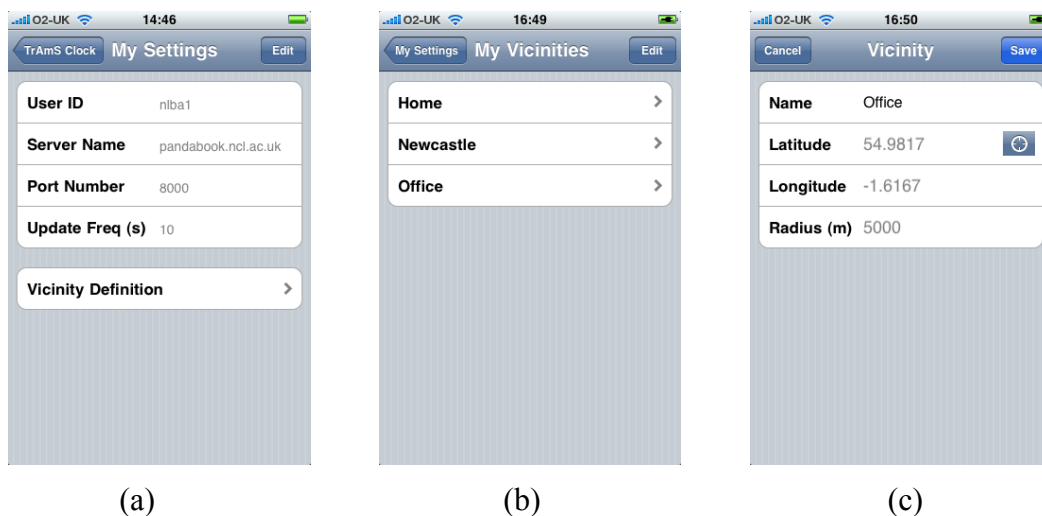 O2-UK 14:46
TrAmS Clock My Settings Edit
User ID nlba1
Server Name pandabook.ncl.ac.uk
Port Number 8000
Update Freq (s) 10
Vicinity Definition
(a)
O2-UK 16:49
My Settings My Vicinities Edit
Home
Newcastle
Office
(b)
O2-UK 16:50
Cancel Vicinity Save
Name Office
Latitude 54.9817
Longitude -1.6167
Radius (m) 5000
(c)